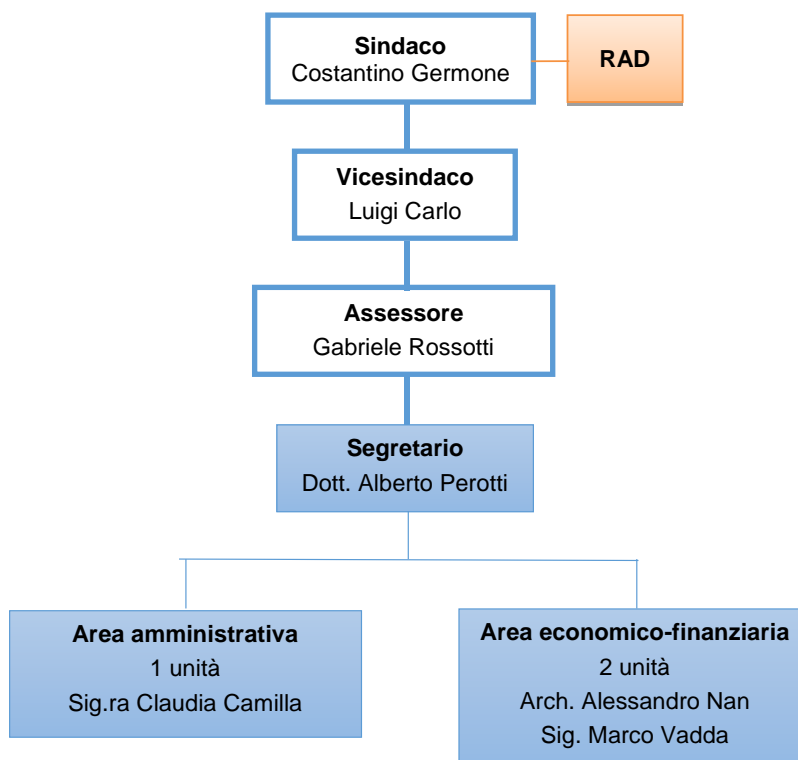 Sindaco
Costantino Germone
RAD
Vicesindaco
Luigi Carlo
Assessore
Gabriele Rossotti
Segretario
Dott. Alberto Perotti
Area amministrativa
1 unità
Sig.ra Claudia Camilla
Area economico-finanziaria
2 unità
Arch. Alessandro Nan
Sig. Marco Vadda